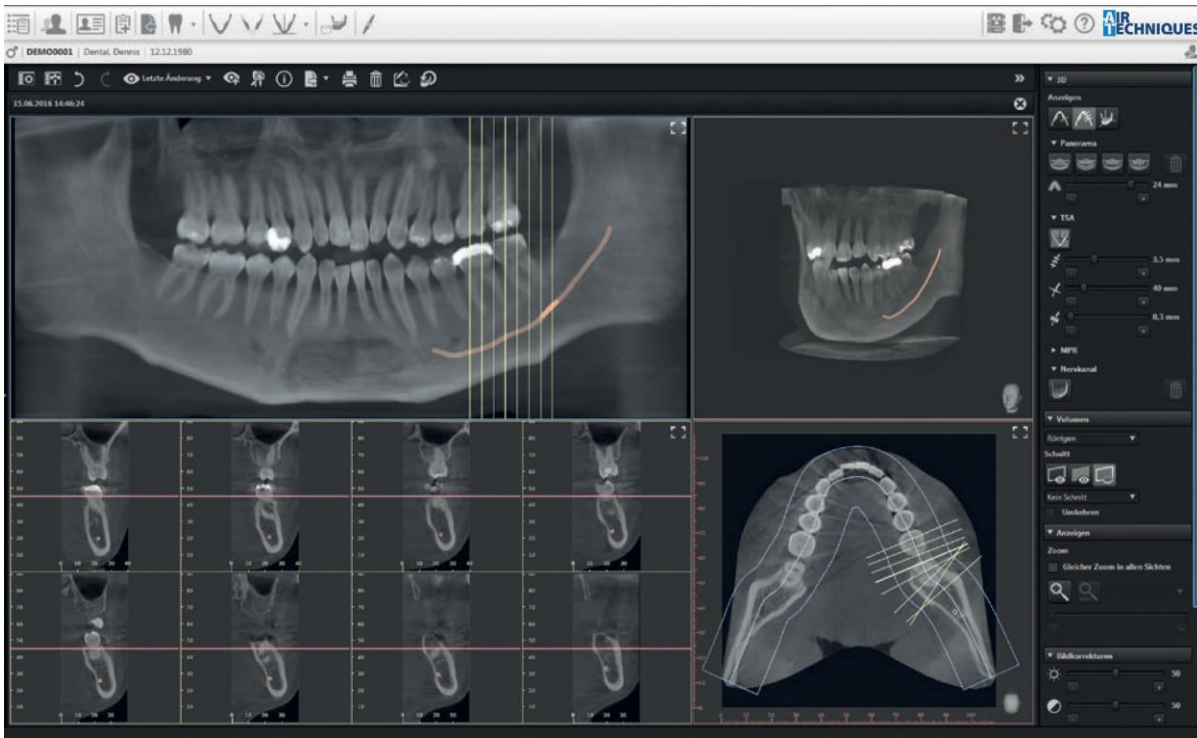 AIR TECHNIQUES
DEMO0001 | Dental, Dennis | 12.12.1980
Letzte Änderung
15.06.2016 14:46:24
3D
Anzeigen
Panorama
24 mm
TSA
3,5 mm
40 mm
0,3 mm
MPR
Nervkanal
Volumen
Röntgen
Schnitt
Kein Schnitt
Umkehren
Anzeigen
Zoom
Gleicher Zoom in allen Sichten
Bildkorrekturen
50
50